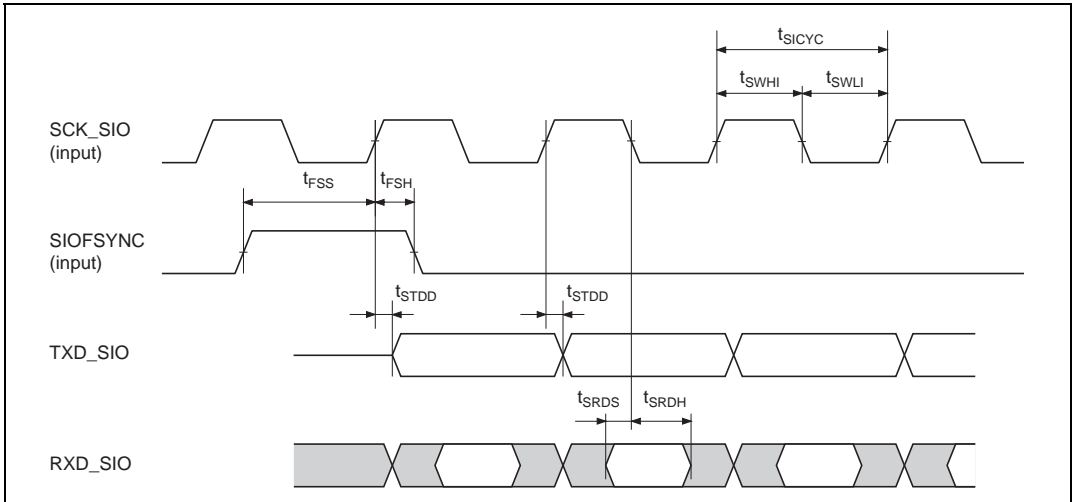 tSICYC
tSWHI tSWLI
SCK_SIO
(input)
tFSS tFSH
SIOFSYNC
(input)
tSTDD tSTDD
TXD_SIO
tSRDS tSRDH
RXD_SIO